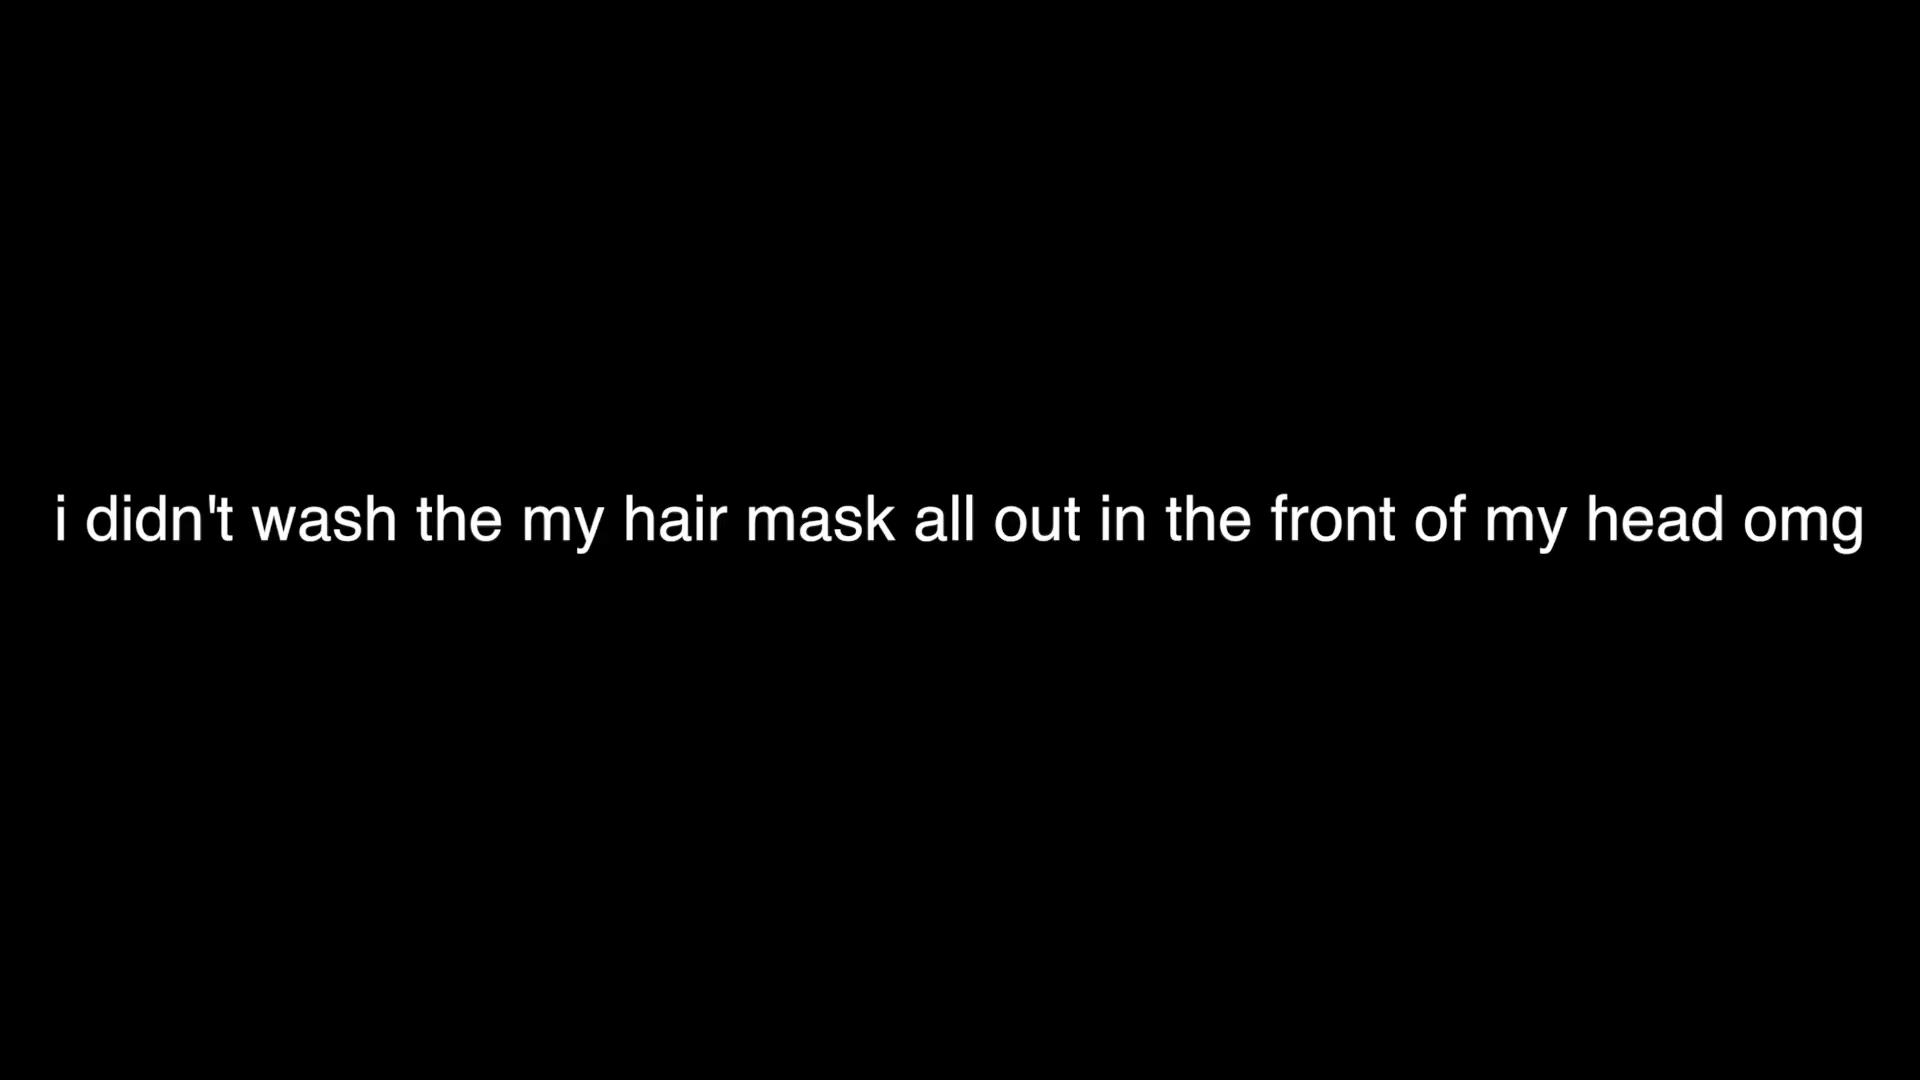 i didn't wash the my hair mask all out in the front of my head omg